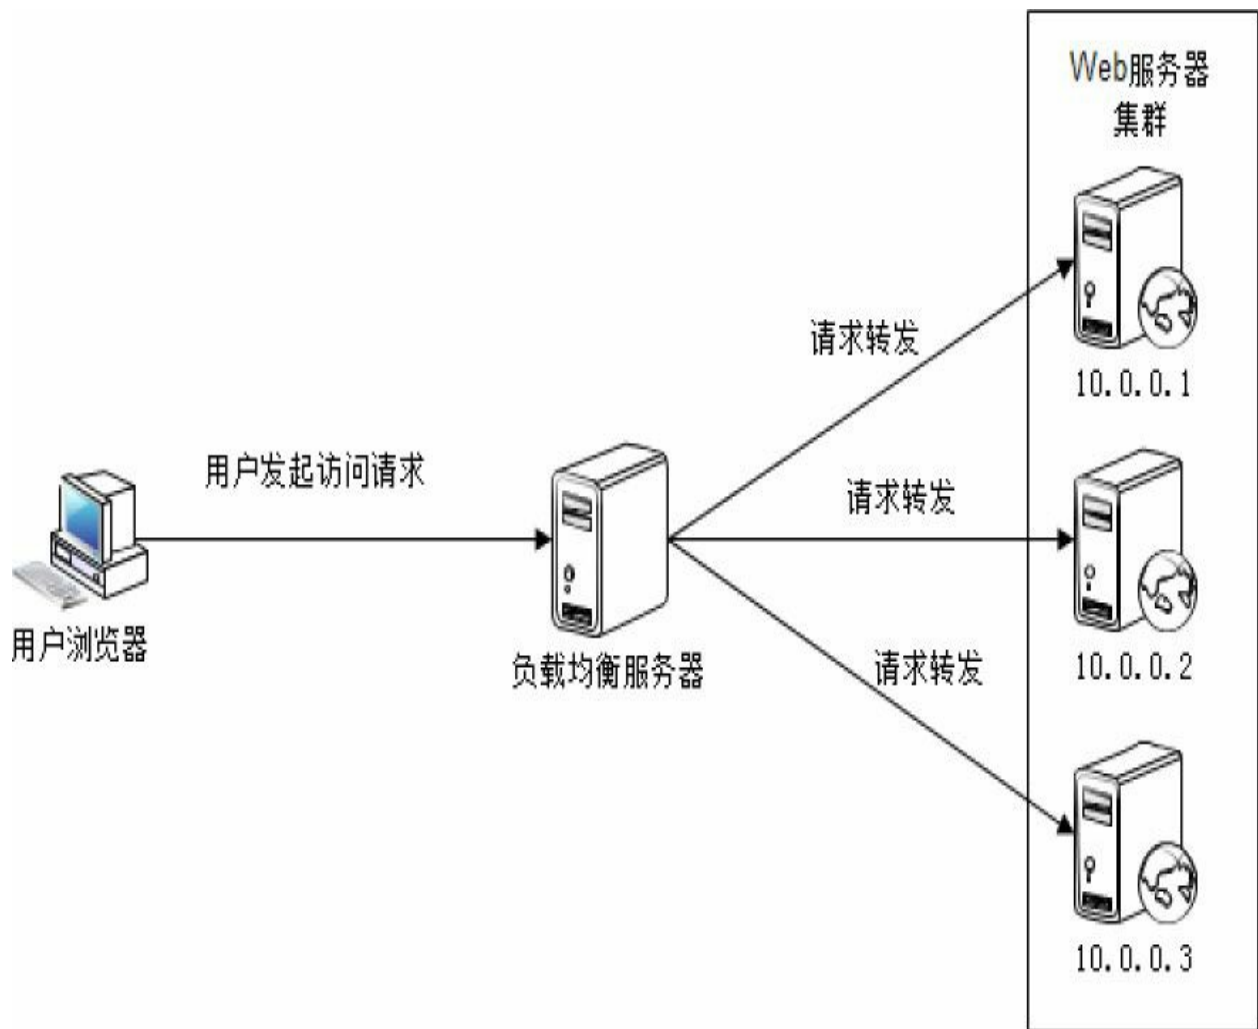 Web服务器
集群
请求转发
10.0.0.1
用户发起访问请求
请求转发
用户浏览器
负载均衡服务器
请求转发
10.0.0.2
10.0.0.3